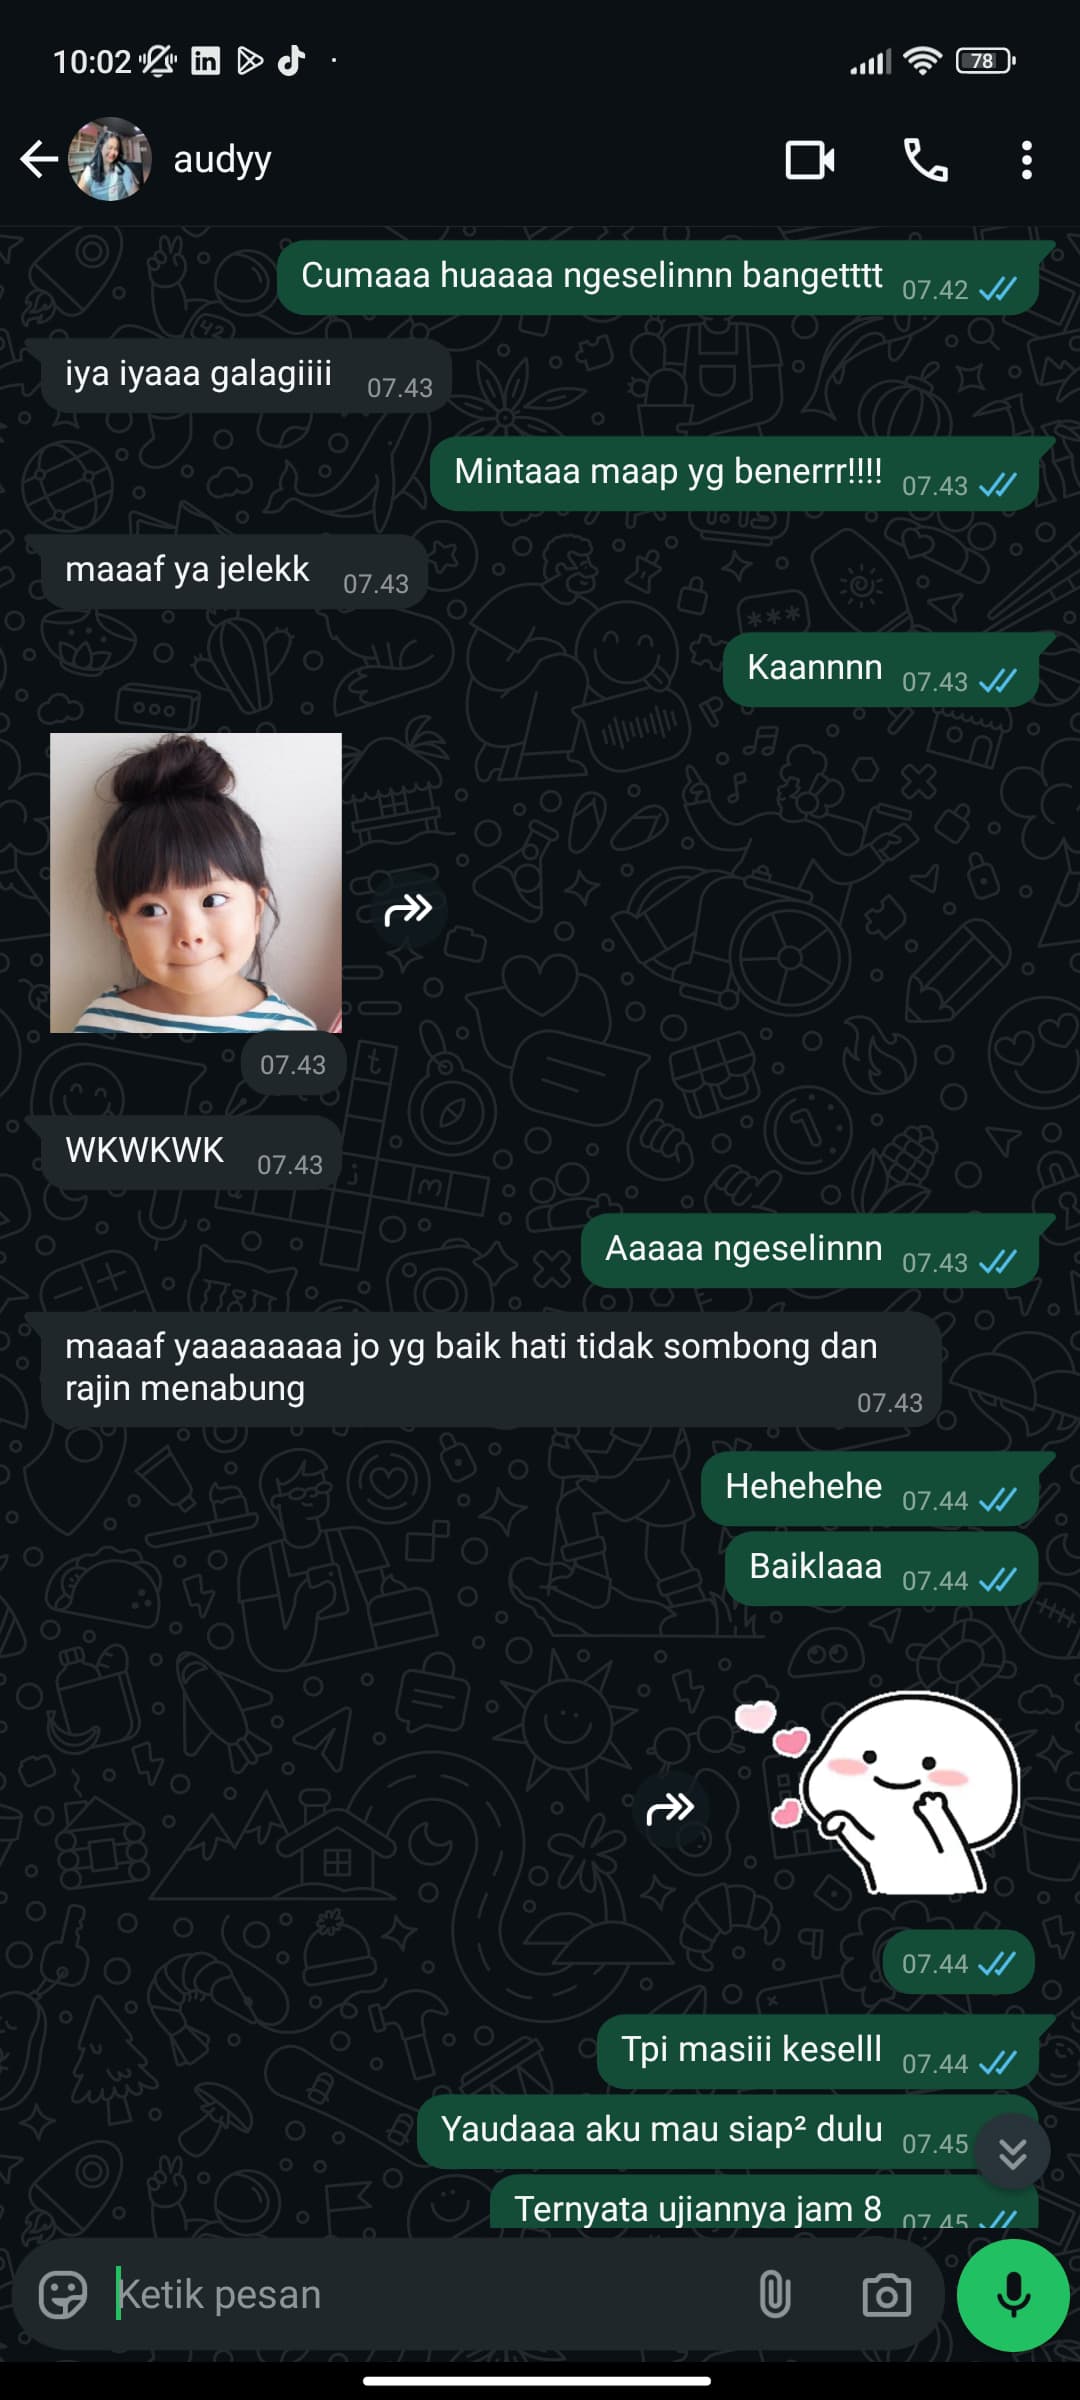 10:02
78
audyy
Cumaaa huaaaa ngeselinnn bangetttt 07.42
iya iyaaa galagiiii 07.43
Mintaaa maap yg benerrr!!!! 07.43
maaaf ya jelekk 07.43
Kaannnn 07.43
07.43
WKWKWK 07.43
Aaaaa ngeselinnn 07.43
maaaf yaaaaaaaa jo yg baik hati tidak sombong dan
rajin menabung
07.43
Hehehehe 07.44
Baiklaaa 07.44
07.44
Tpi masiii keselll 07.44
Yaudaaa aku mau siap² dulu 07.45
Ternyata ujiannya jam 8 07.45
Ketik pesan